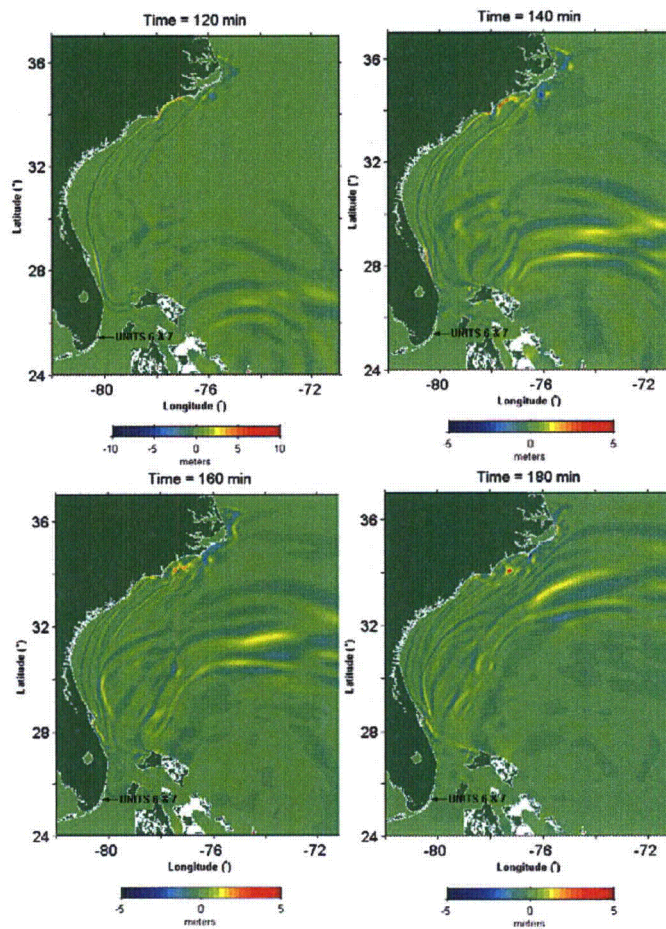 Time = 120 min
Time = 140 min
36
32
28
24
Latitude (°)
UNITS 6 & 7
-80
-76
-72
Longitude (°)
-10
-5
0
5
10
meters
36
32
28
24
Latitude (°)
UNITS 6 & 7
-80
-76
-72
Longitude (°)
-5
0
5
meters
Time = 160 min
Time = 180 min
36
32
28
24
Latitude (°)
UNITS 6 & 7
-80
-76
-72
Longitude (°)
-5
0
5
meters
36
32
28
24
Latitude (°)
UNITS 6 & 7
-80
-76
-72
Longitude (°)
-5
0
5
meters